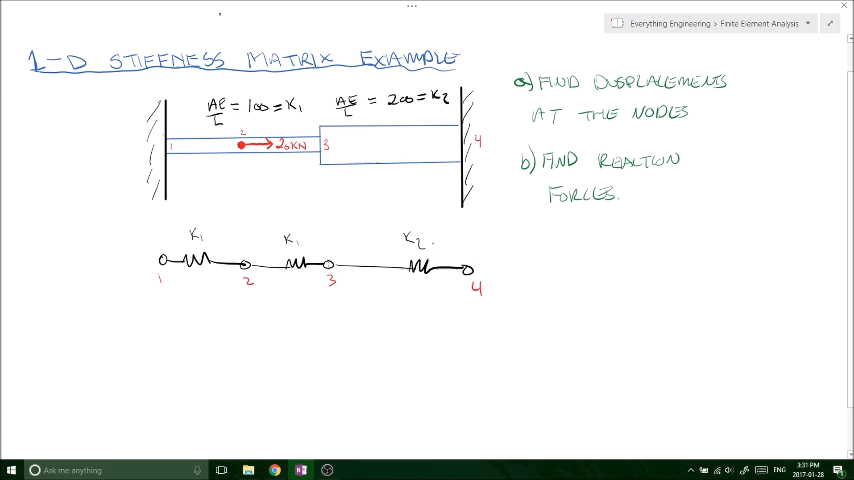 Everything Engineering > Finite Element Analysis
1-D STIFFNESS MATRIX EXAMPLE
AE/L = 100 = K1
AE/L = 200 = K2
1
2
20KN
3
4
a) FIND DISPLACEMENTS
AT THE NODES
b) FIND REACTION
FORCES.
K1
K1
K2
1
2
3
4
Ask me anything
ENG
3:31 PM
2017-01-28